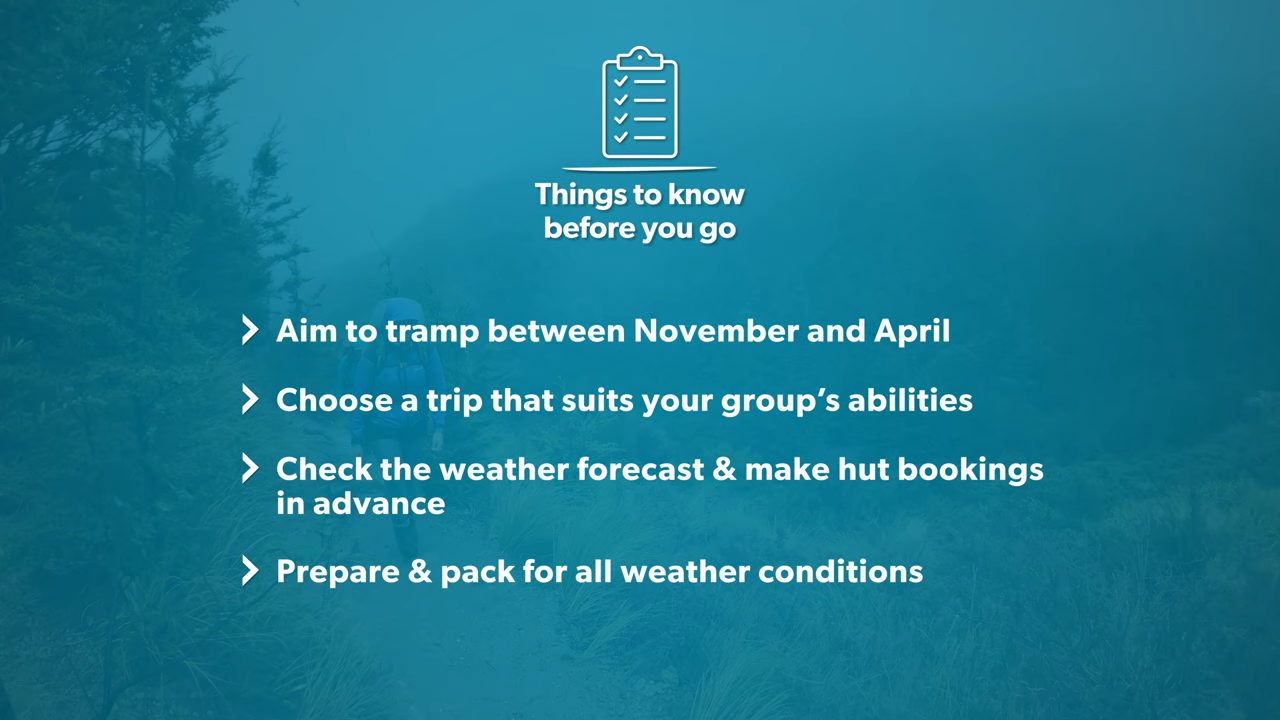 Things to know
before you go
Aim to tramp between November and April
Choose a trip that suits your group’s abilities
Check the weather forecast & make hut bookings
in advance
Prepare & pack for all weather conditions